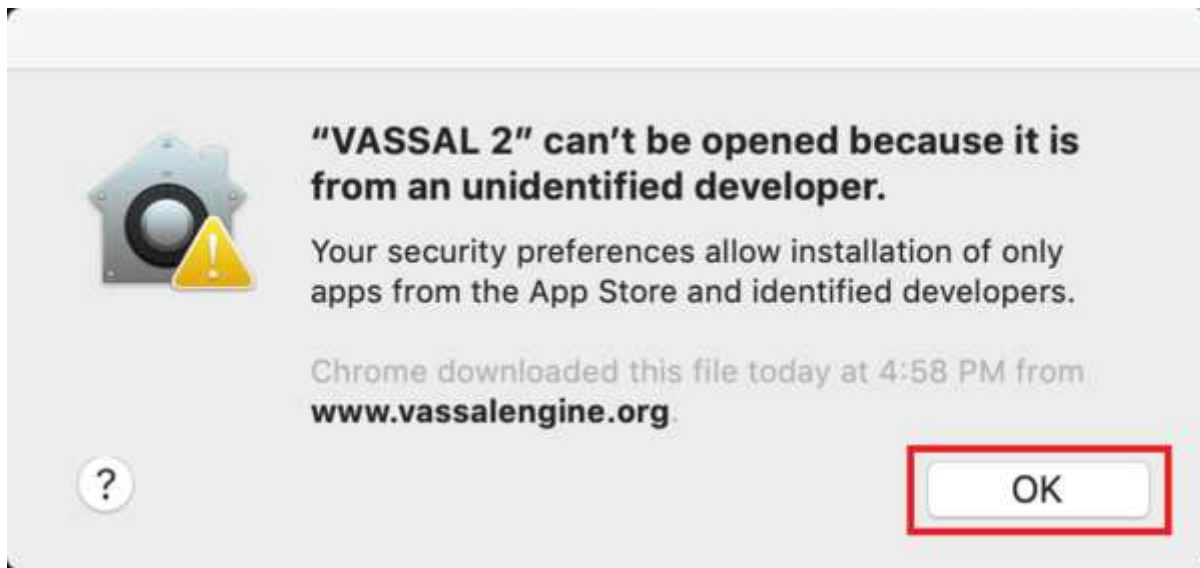 “VASSAL 2” can’t be opened because it is
from an unidentified developer.
Your security preferences allow installation of only
apps from the App Store and identified developers.
Chrome downloaded this file today at 4:58 PM from
www.vassalengine.org.
?
OK